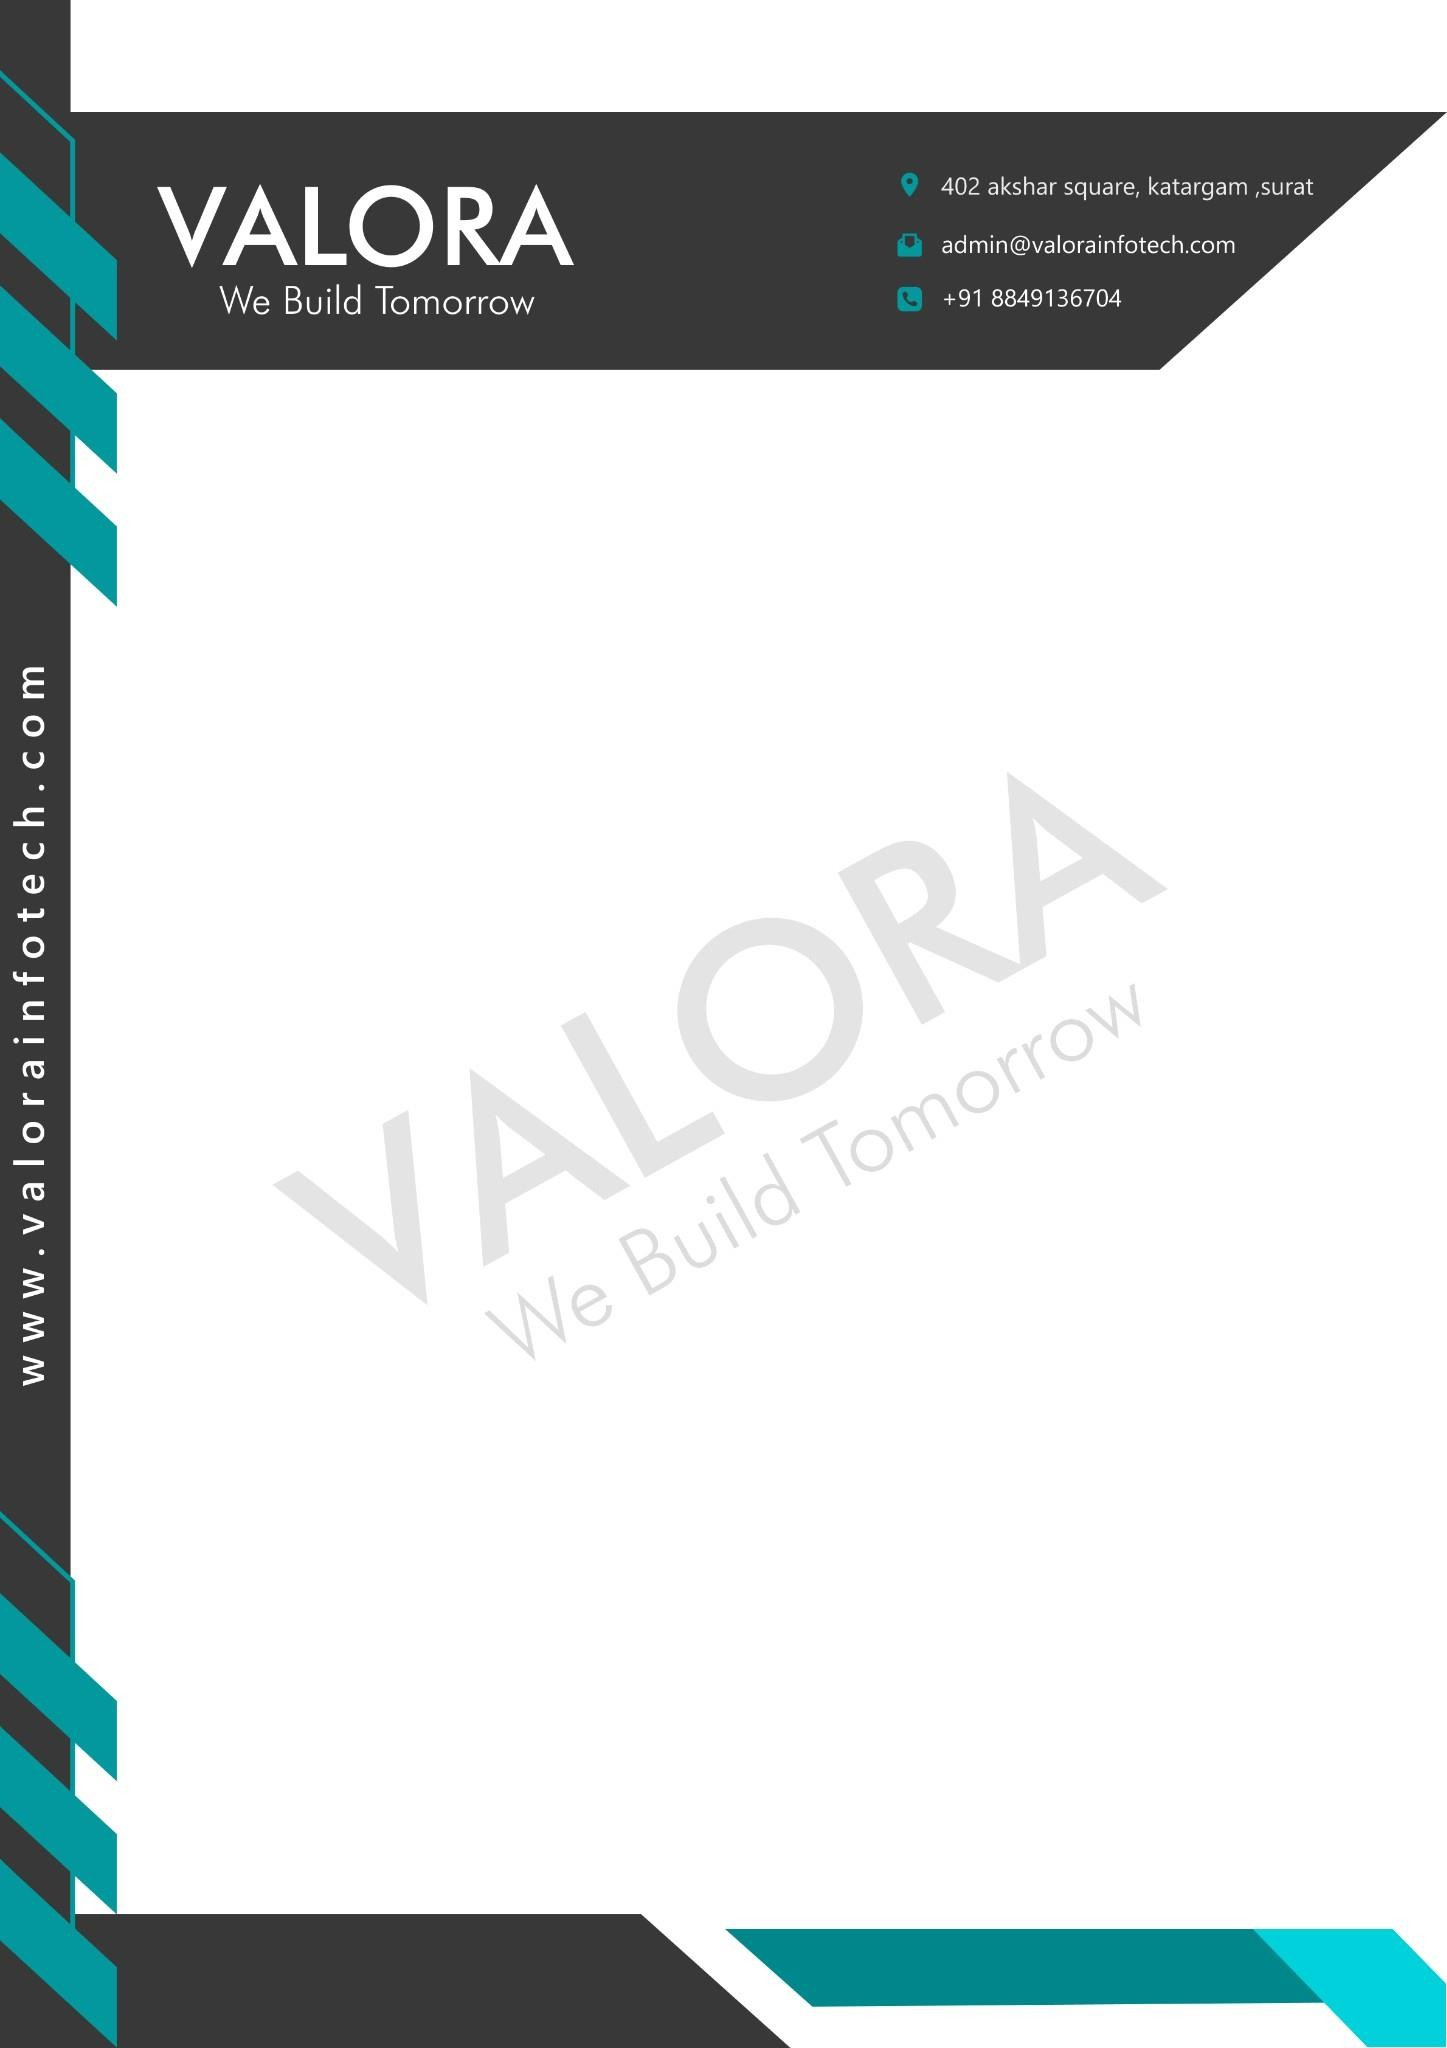 VALORA
We Build Tomorrow
402 akshar square, katargam ,surat
admin@valorainfotech.com
+91 8849136704
www.valorainfotech.com
VALORA
We Build Tomorrow